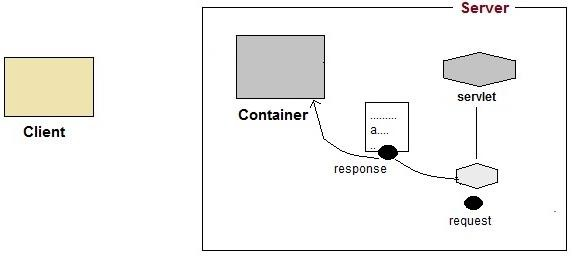 Server
Container
servlet
Client
.........
a....
..
response
request